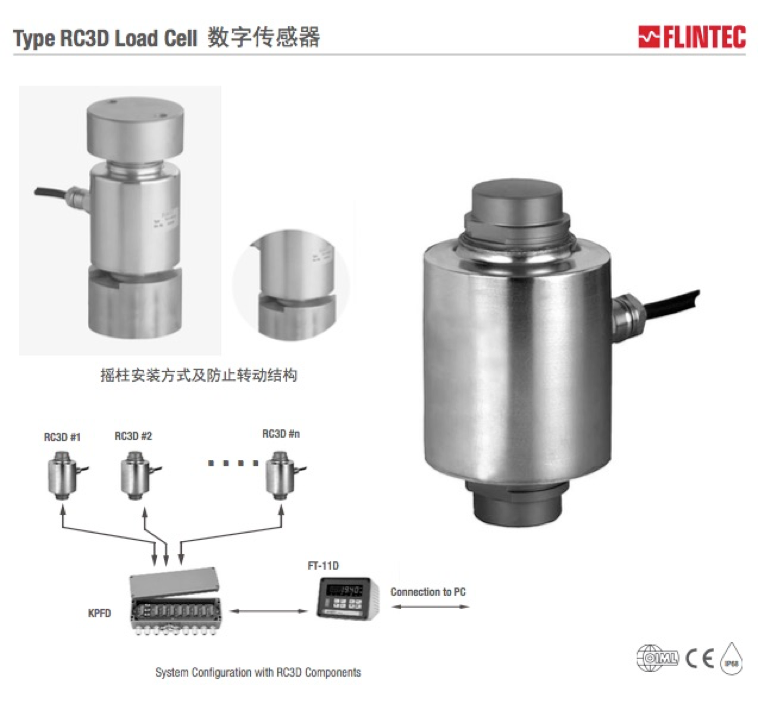 Type RC3D Load Cell 数字传感器
FLINTEC
摇柱安装方式及防止转动结构
RC3D #1
RC3D #2
RC3D #n
FT-11D
KPFD
Connection to PC
System Configuration with RC3D Components
OIML
CE
IP68